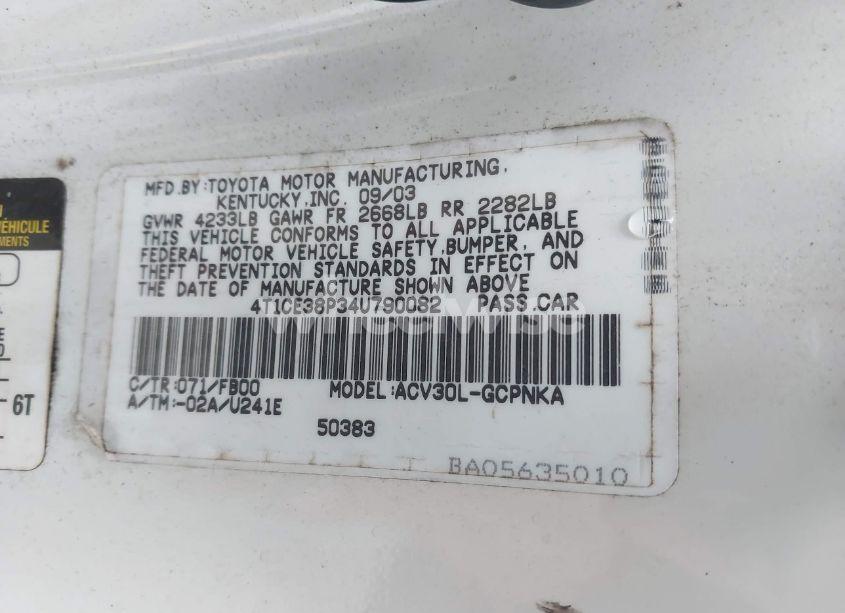 VÉHICULE
6T
MFD.BY:TOYOTA MOTOR MANUFACTURING,
KENTUCKY,INC. 09/03
GVWR 4233LB GAWR FR 2668LB RR 2282LB
THIS VEHICLE CONFORMS TO ALL APPLICABLE
FEDERAL MOTOR VEHICLE SAFETY,BUMPER, AND
THEFT PREVENTION STANDARDS IN EFFECT ON
THE DATE OF MANUFACTURE SHOWN ABOVE
4T1CE38P34U790082 PASS.CAR
C/TR:071/FB00 MODEL:ACV30L-GCPNKA
A/TM:-02A/U241E
50383
BA05635010